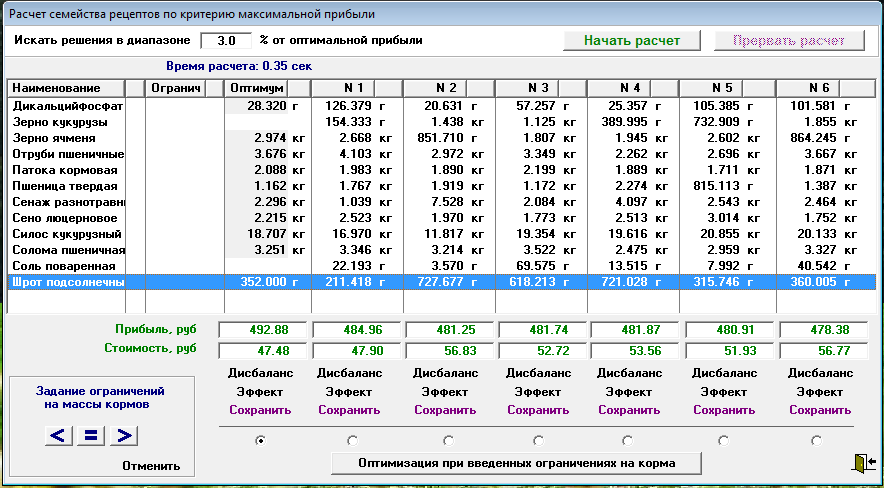 Расчет семейства рецептов по критерию максимальной прибыли
Искать решения в диапазоне 3.0 % от оптимальной прибыли Начать расчет Прервать расчет
Время расчета: 0.35 сек
Наименование Огранич Оптимум N 1 N 2 N 3 N 4 N 5 N 6
Дикальцийфосфат 28.320 г 126.379 г 20.631 г 57.257 г 25.357 г 105.385 г 101.581 г
Зерно кукурузы 154.333 г 1.438 кг 1.125 кг 389.995 г 732.909 г 1.855 кг
Зерно ячменя 2.974 кг 2.668 кг 851.710 г 1.807 кг 1.945 кг 2.602 кг 864.245 г
Отруби пшеничные 3.676 кг 4.103 кг 2.972 кг 3.349 кг 2.262 кг 2.696 кг 3.667 кг
Патока кормовая 2.088 кг 1.983 кг 1.890 кг 2.199 кг 1.889 кг 1.711 кг 1.871 кг
Пшеница твердая 1.162 кг 1.767 кг 1.919 кг 1.172 кг 2.274 кг 815.113 г 1.387 кг
Сенаж разнотравн 2.296 кг 1.039 кг 7.528 кг 2.084 кг 4.097 кг 2.543 кг 2.464 кг
Сено люцерновое 2.215 кг 2.523 кг 1.970 кг 1.773 кг 2.513 кг 3.014 кг 1.752 кг
Силос кукурузный 18.707 кг 16.970 кг 11.817 кг 19.354 кг 19.616 кг 20.855 кг 20.133 кг
Солома пшеничная 3.251 кг 3.346 кг 3.214 кг 3.522 кг 2.475 кг 2.959 кг 3.327 кг
Соль поваренная 22.193 г 3.570 г 69.575 г 13.515 г 7.992 г 40.542 г
Шрот подсолнечны 352.000 г 211.418 г 727.677 г 618.213 г 721.028 г 315.746 г 360.005 г
Прибыль, руб 492.88 484.96 481.25 481.74 481.87 480.91 478.38
Стоимость, руб 47.48 47.90 56.83 52.72 53.56 51.93 56.77
Дисбаланс Дисбаланс Дисбаланс Дисбаланс Дисбаланс Дисбаланс Дисбаланс
Эффект Эффект Эффект Эффект Эффект Эффект Эффект
Сохранить Сохранить Сохранить Сохранить Сохранить Сохранить Сохранить
Задание ограничений
на массы кормов
< = >
Отменить
Оптимизация при введенных ограничениях на корма